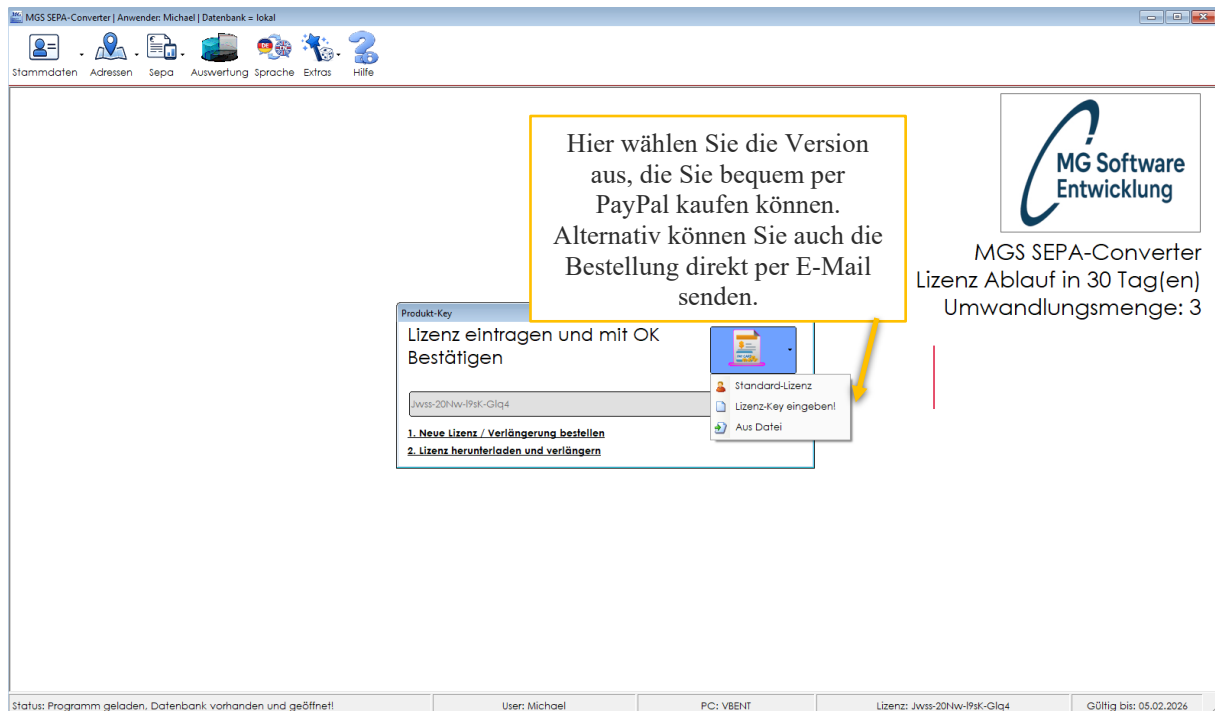 MGS SEPA-Converter | Anwender: Michael | Datenbank = lokal
Stammdaten Adressen Sepa Auswertung Sprache Extras Hilfe
Hier wählen Sie die Version
aus, die Sie bequem per
PayPal kaufen können.
Alternativ können Sie auch die
Bestellung direkt per E-Mail
senden.
MG Software
Entwicklung
MGS SEPA-Converter
Lizenz Ablauf in 30 Tag(en)
Umwandlungsmenge: 3
Produkt-Key
Lizenz eintragen und mit OK
Bestätigen
Jwss-20Nw-l9sK-Glq4
1. Neue Lizenz / Verlängerung bestellen
2. Lizenz herunterladen und verlängern
Standard-Lizenz
Lizenz-Key eingeben!
Aus Datei
Status: Programm geladen, Datenbank vorhanden und geöffnet! User: Michael PC: VBENT Lizenz: Jwss-20Nw-l9sK-Glq4 Gültig bis: 05.02.2026